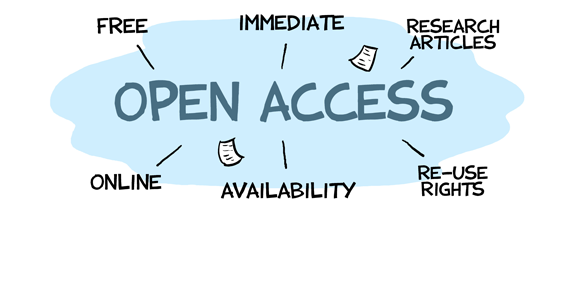 FREE
IMMEDIATE
RESEARCH
ARTICLES
OPEN ACCESS
ONLINE
AVAILABILITY
RE-USE
RIGHTS